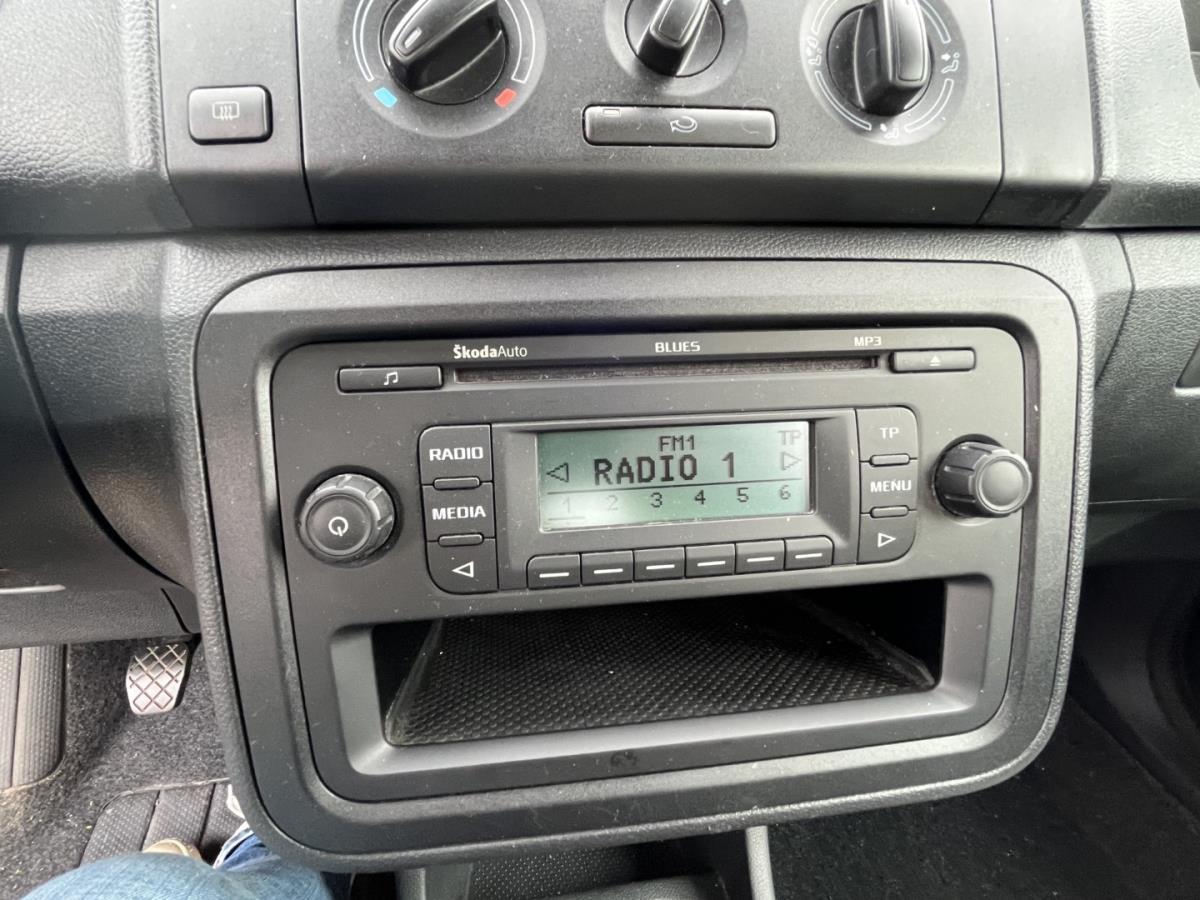 ŠkodaAuto BLUES MP3
RADIO
MEDIA
FM1 TP
RADIO 1
1 2 3 4 5 6
TP
MENU